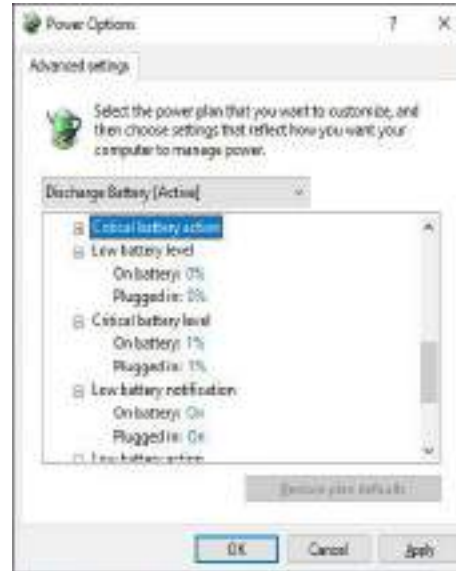 Power Options
?
Advanced settings
Select the power plan that you want to customize, and
then choose settings that reflect how you want your
computer to manage power.
Discharge Battery [Active]
Critical battery action
Low battery level
On battery: 0%
Plugged in: 0%
Critical battery level
On battery: 1%
Plugged in: 1%
Low battery notification
On battery: On
Plugged in: On
Low battery action
Restore plan defaults
OK
Cancel
Apply